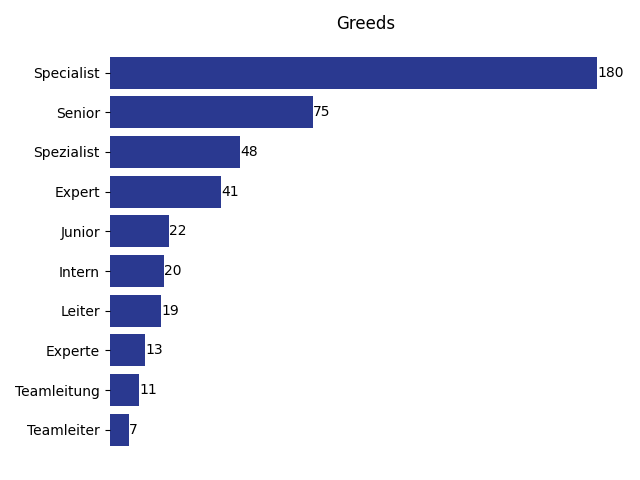 Greeds
Specialist 180
Senior 75
Spezialist 48
Expert 41
Junior 22
Intern 20
Leiter 19
Experte 13
Teamleitung 11
Teamleiter 7